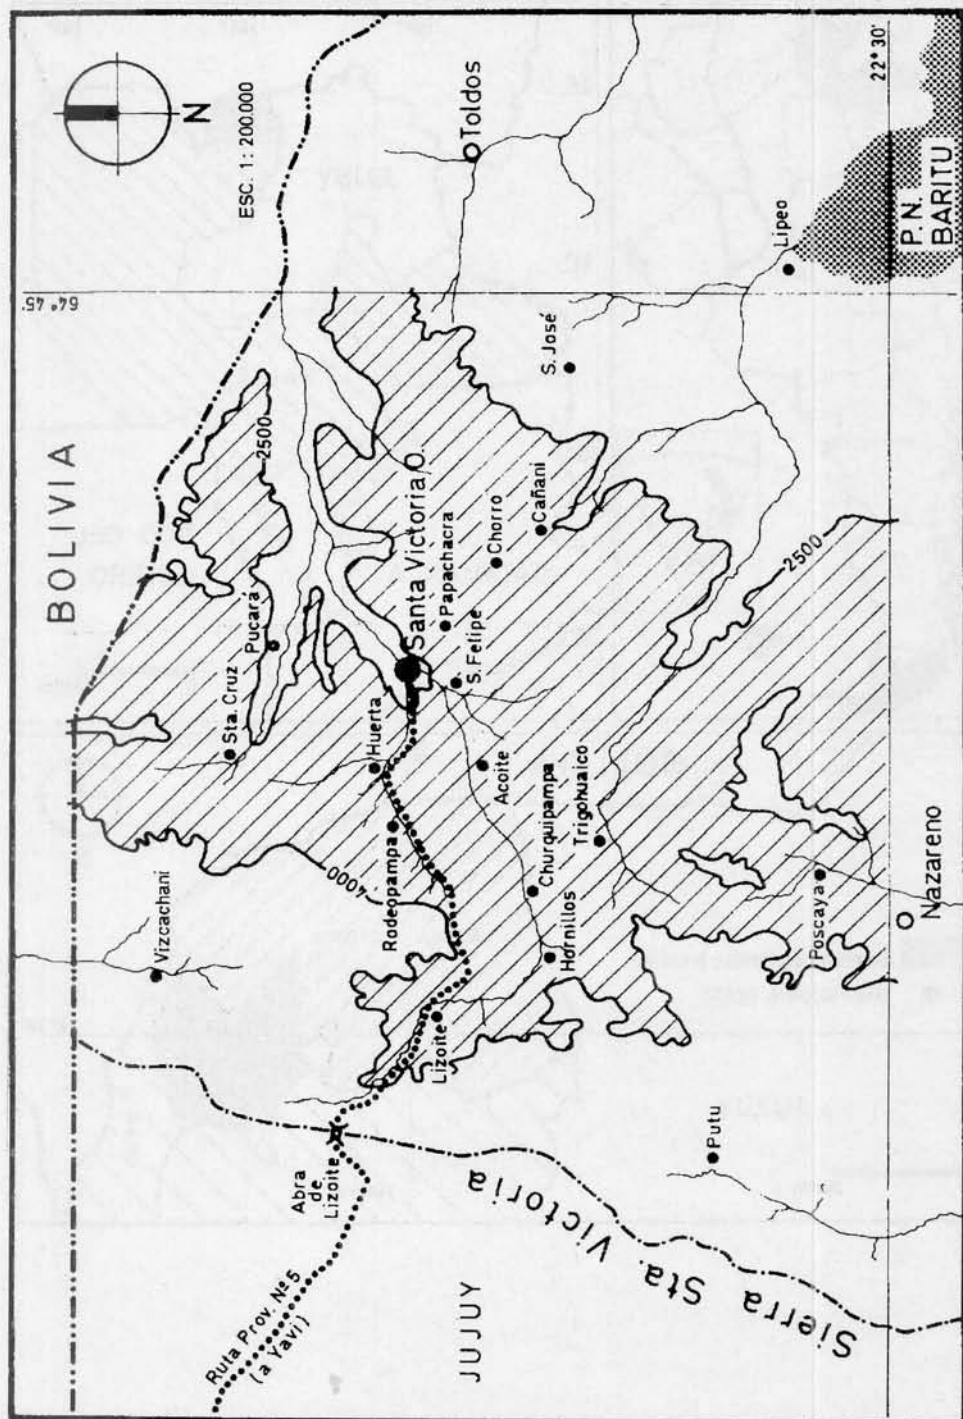 BOLIVIA
N
ESC. 1: 200.000
64° 45'
22° 30'
Toldos
Lipeo
P.N.
BARITU
S. José
2500
Pucará
Sta. Cruz
Santa Victoria O.
Papachacra
Chorro
Cañani
S. Felipe
Huerta
Rodeopampa
Acoite
Churquipampa
Trigohuaico
Hornillos
2500
4000
Vizcachani
Lizoite
Poscaya
Nazareno
Abra
de
Lizoite
Putu
Sierra Sta. Victoria
Ruta Prov. Nº 5
(a Yavi)
JUJUY